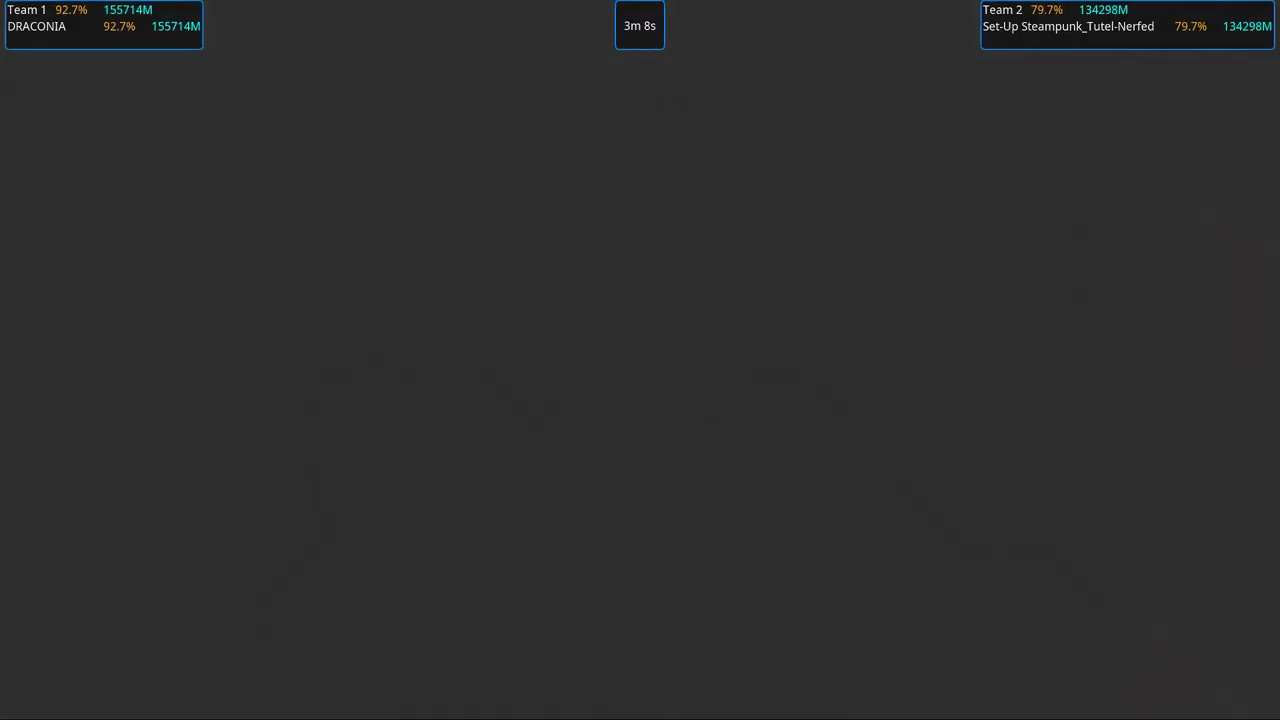 Team 1 92.7% 155714M
DRACONIA 92.7% 155714M
3m 8s
Team 2 79.7% 134298M
Set-Up Steampunk_Tutel-Nerfed 79.7% 134298M